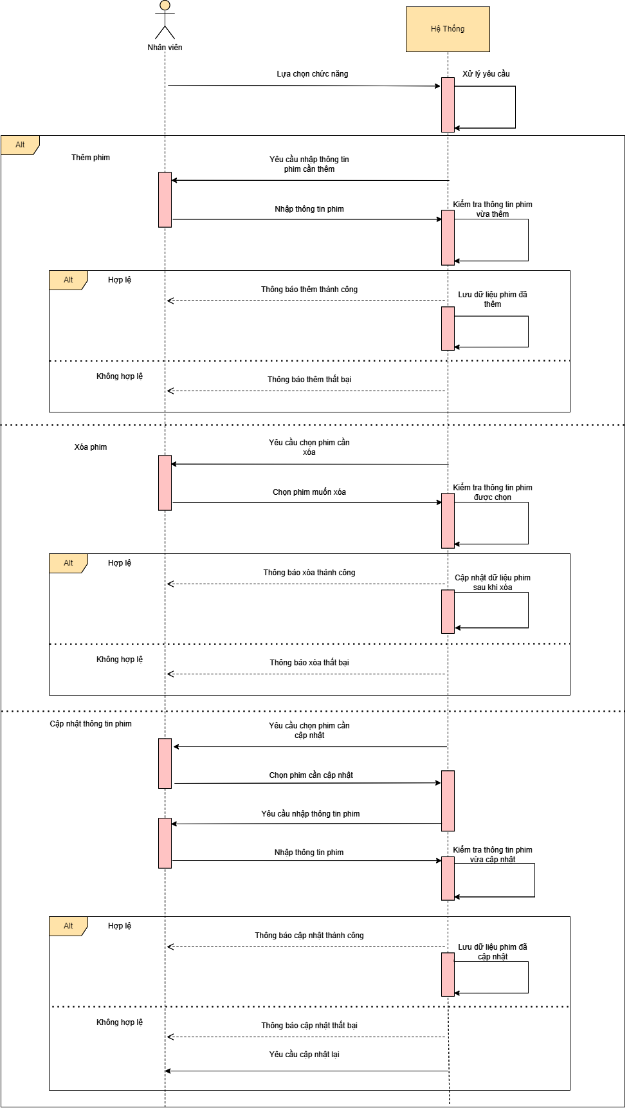 Nhân viên
Hệ Thống
Lựa chọn chức năng
Xử lý yêu cầu
Alt
Thêm phim
Yêu cầu nhập thông tin
phim cần thêm
Nhập thông tin phim
Kiểm tra thông tin phim
vừa thêm
Alt
Hợp lệ
Thông báo thêm thành công
Lưu dữ liệu phim đã
thêm
Không hợp lệ
Thông báo thêm thất bại
Xóa phim
Yêu cầu chọn phim cần
xóa
Chọn phim muốn xóa
Kiểm tra thông tin phim
được chọn
Alt
Hợp lệ
Thông báo xóa thành công
Cập nhật dữ liệu phim
sau khi xóa
Không hợp lệ
Thông báo xóa thất bại
Cập nhật thông tin phim
Yêu cầu chọn phim cần
cập nhật
Chọn phim cần cập nhật
Yêu cầu nhập thông tin phim
Nhập thông tin phim
Kiểm tra thông tin phim
vừa cập nhật
Alt
Hợp lệ
Thông báo cập nhật thành công
Lưu dữ liệu phim đã
cập nhật
Không hợp lệ
Thông báo cập nhật thất bại
Yêu cầu cập nhật lại